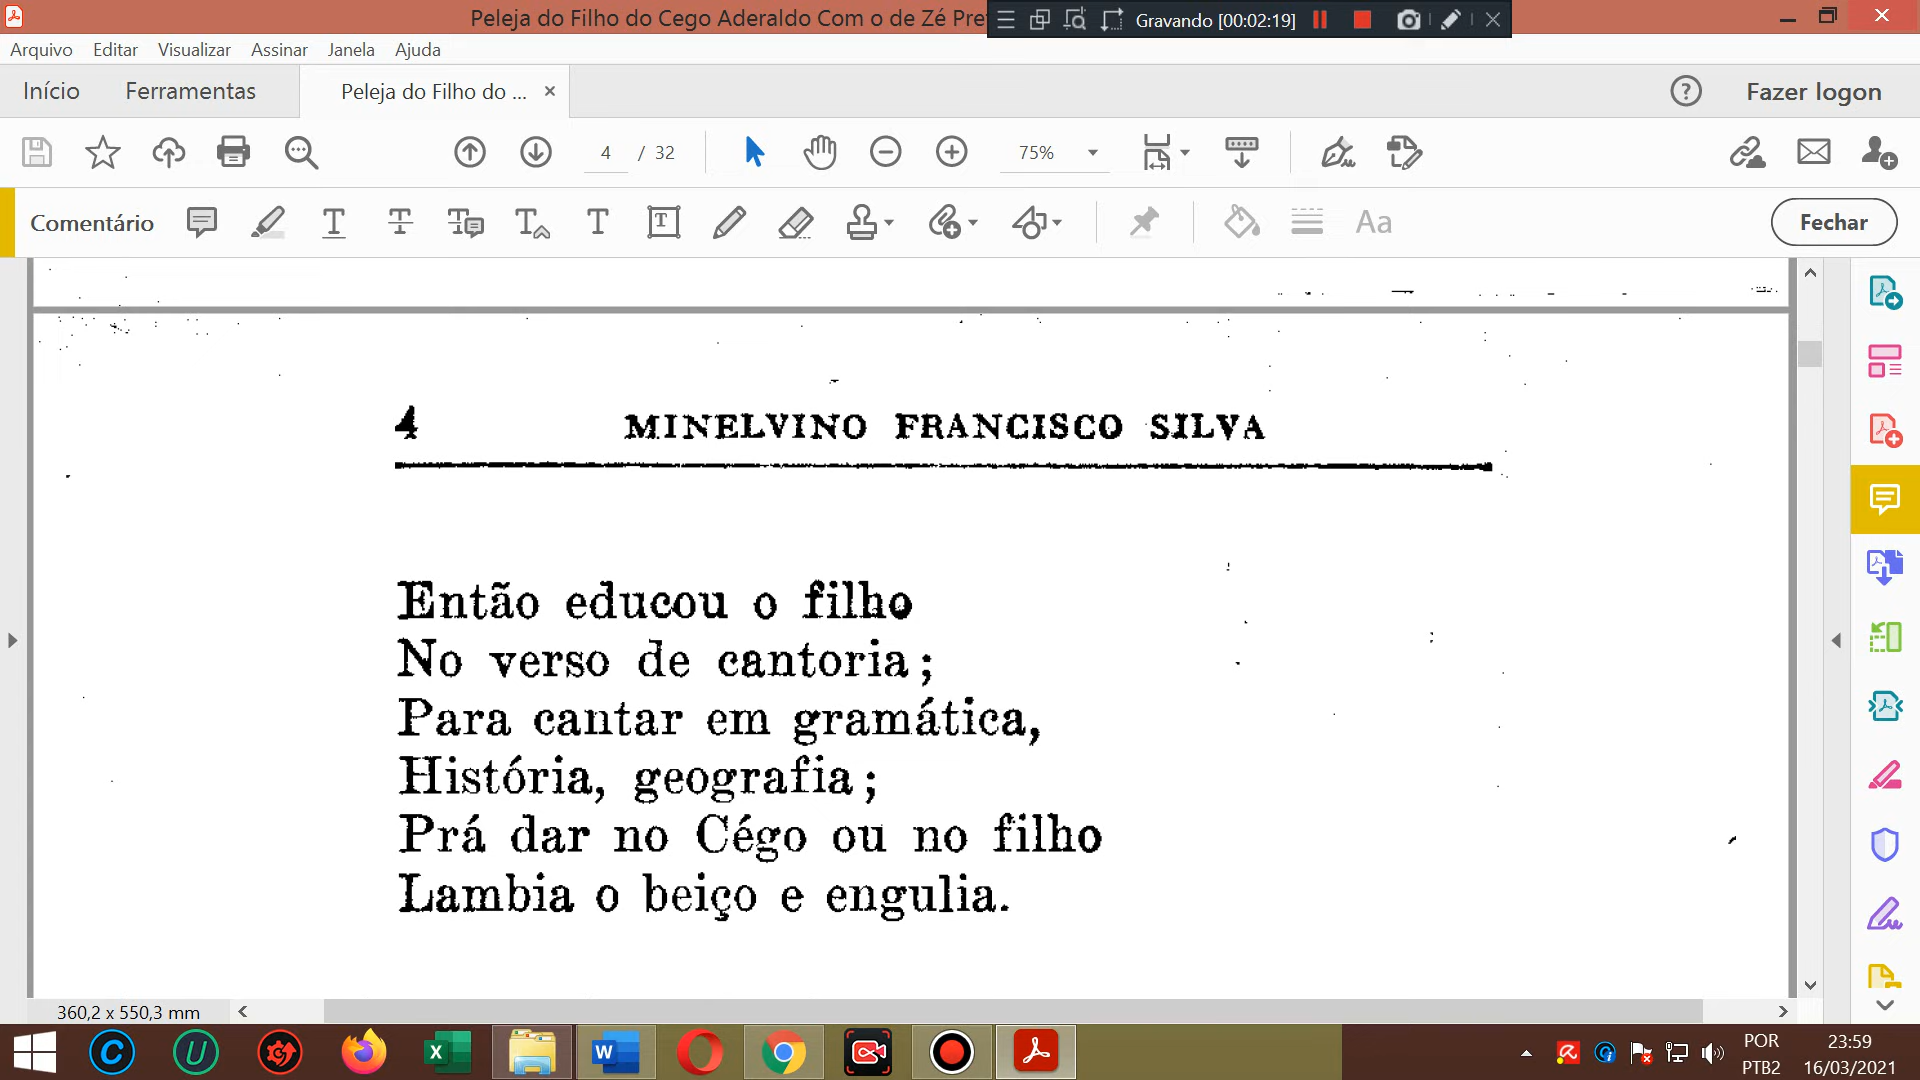 Peleja do Filho do Cego Aderaldo Com o de Zé Pre
Gravando [00:02:19]
Arquivo Editar Visualizar Assinar Janela Ajuda
Início Ferramentas Peleja do Filho do ... Fazer logon
4 / 32 75%
Comentário Fechar
4 MINELVINO FRANCISCO SILVA
Então educou o filho
No verso de cantoria;
Para cantar em gramática,
História, geografia;
Prá dar no Cégo ou no filho
Lambia o beiço e engulia.
360,2 x 550,3 mm
POR 23:59
PTB2 16/03/2021